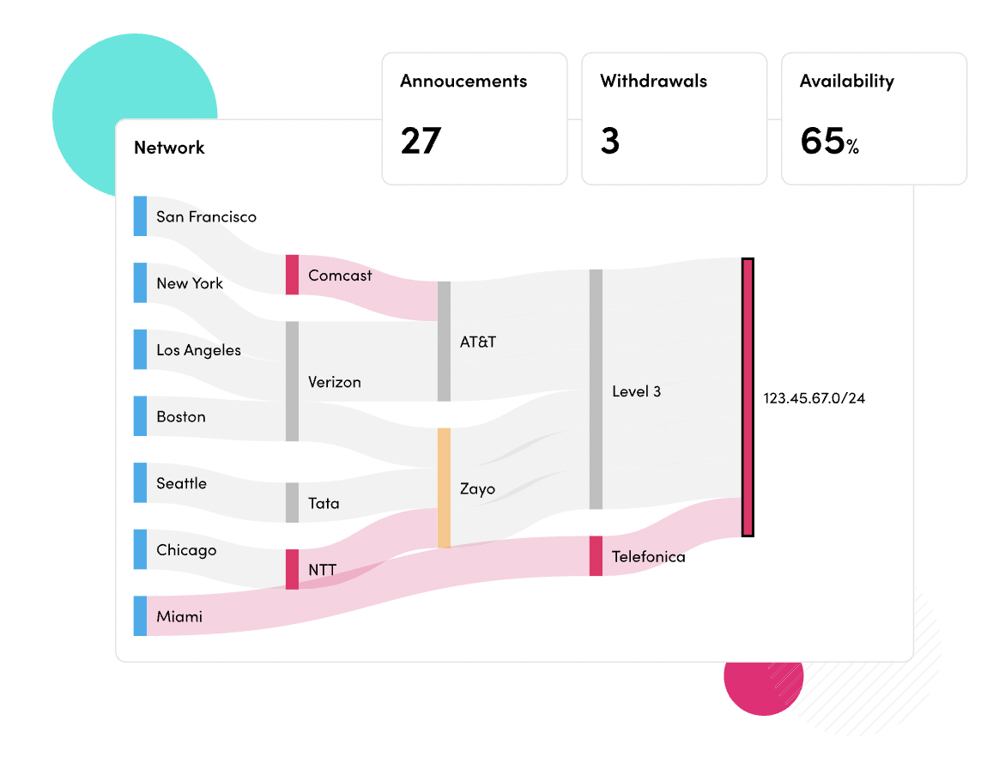 Annoucements
27
Withdrawals
3
Availability
65%
Network
San Francisco
New York
Los Angeles
Boston
Seattle
Chicago
Miami
Comcast
Verizon
Tata
NTT
AT&T
Zayo
Level 3
Telefonica
123.45.67.0/24